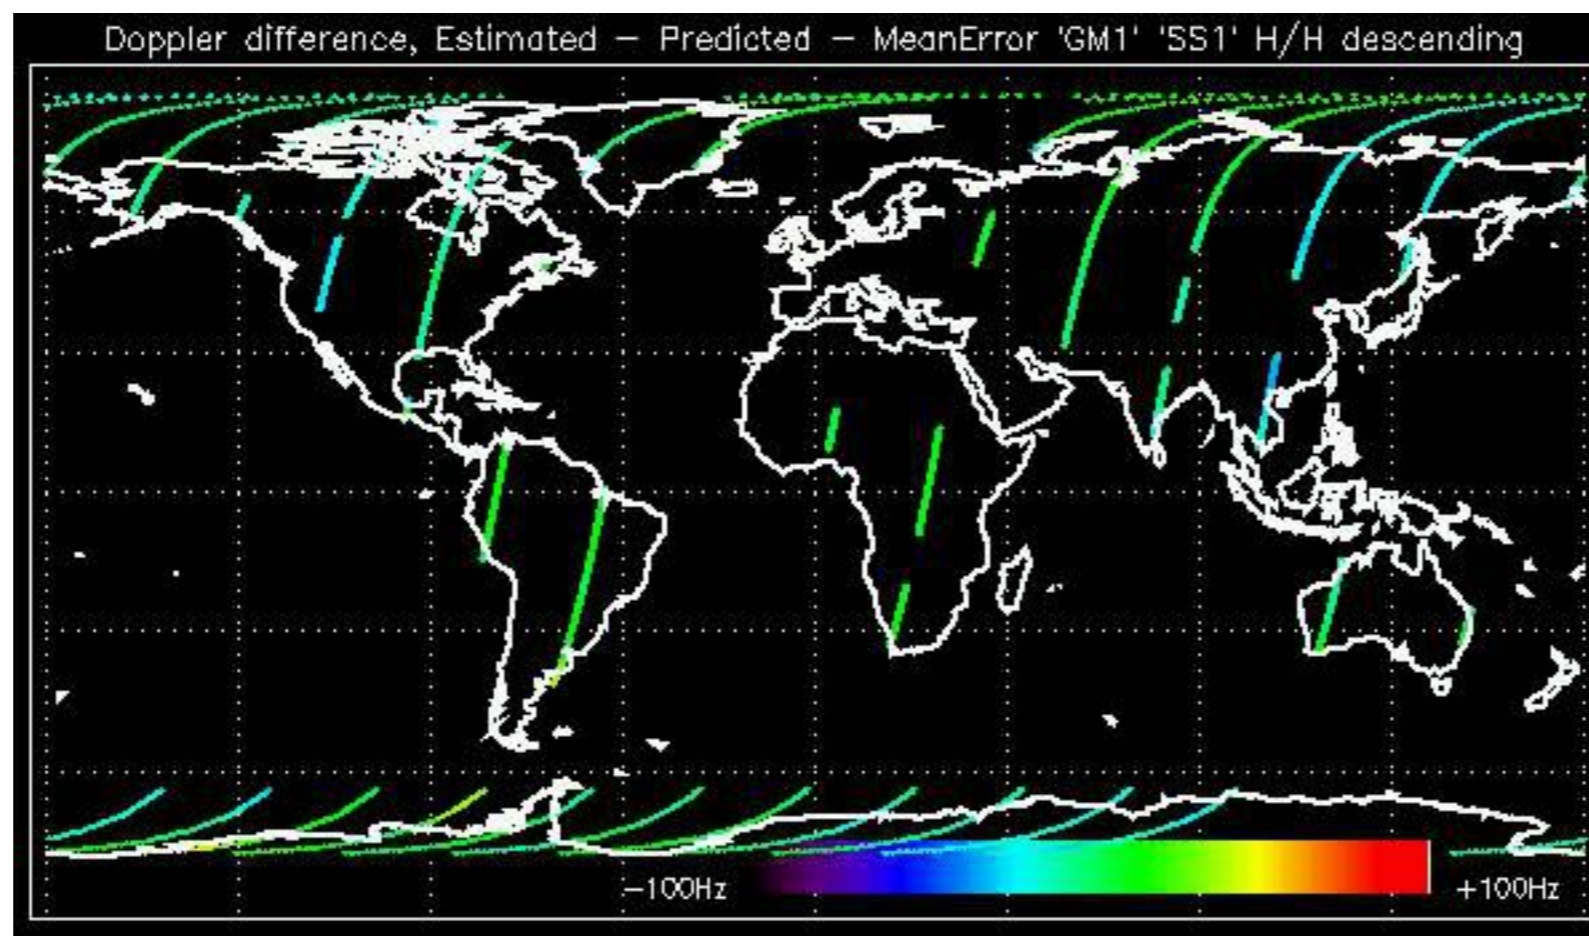 Doppler difference, Estimated – Predicted – MeanError 'GM1' 'SS1' H/H descending
–100Hz +100Hz